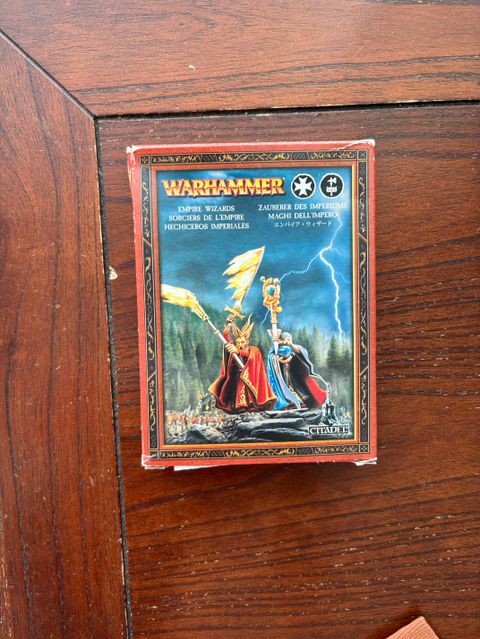 WARHAMMER
EMPIRE WIZARDS
SORCIERS DE L'EMPIRE
HECHICEROS IMPERIALES
ZAUBERER DES IMPERIUMS
MAGHI DELL'IMPERO
エンパイア・ウィザード
CITADEL